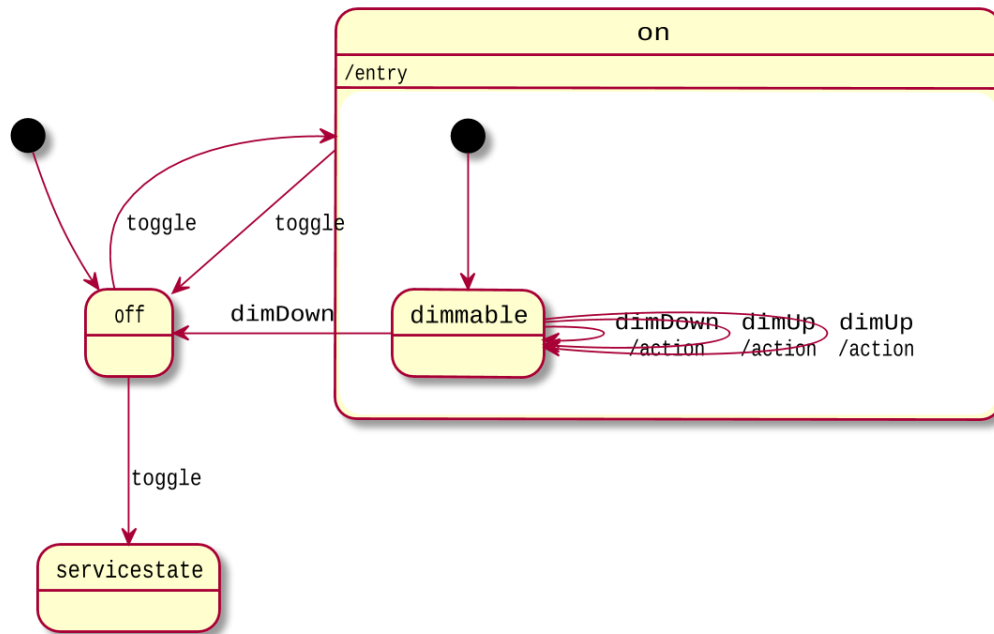 on
/entry
toggle
toggle
off
dimDown
dimmable
dimDown
/action
dimUp
/action
dimUp
/action
toggle
servicestate